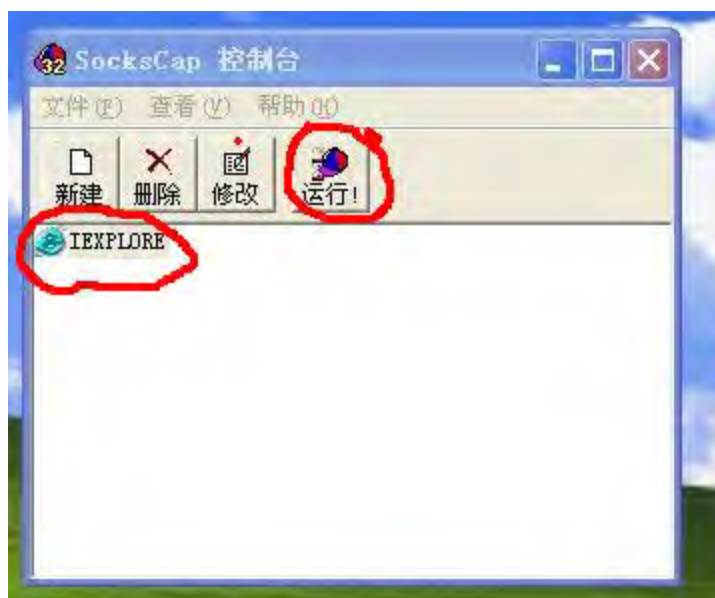 32 SocksCap 控制台
文件(F) 查看(V) 帮助(H)
新建 删除 修改 运行!
IEXPLORE